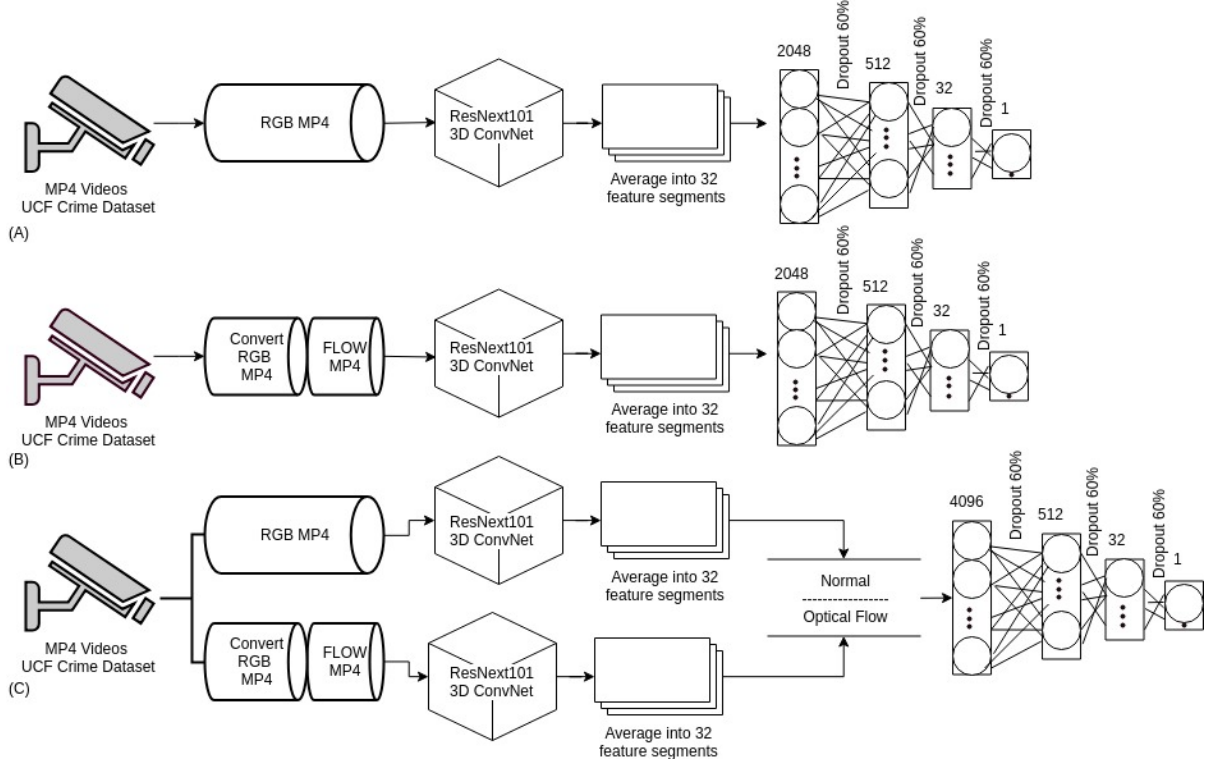 RGB MP4
MP4 Videos
UCF Crime Dataset
(A)
ResNext101
3D ConvNet
Average into 32
feature segments
2048
Dropout 60%
512
Dropout 60%
32
Dropout 60%
1
MP4 Videos
UCF Crime Dataset
(B)
Convert
RGB
MP4
FLOW
MP4
ResNext101
3D ConvNet
Average into 32
feature segments
2048
Dropout 60%
512
Dropout 60%
32
Dropout 60%
1
MP4 Videos
UCF Crime Dataset
(C)
RGB MP4
ResNext101
3D ConvNet
Average into 32
feature segments
Convert
RGB
MP4
FLOW
MP4
ResNext101
3D ConvNet
Average into 32
feature segments
Normal
Optical Flow
4096
Dropout 60%
512
Dropout 60%
32
Dropout 60%
1